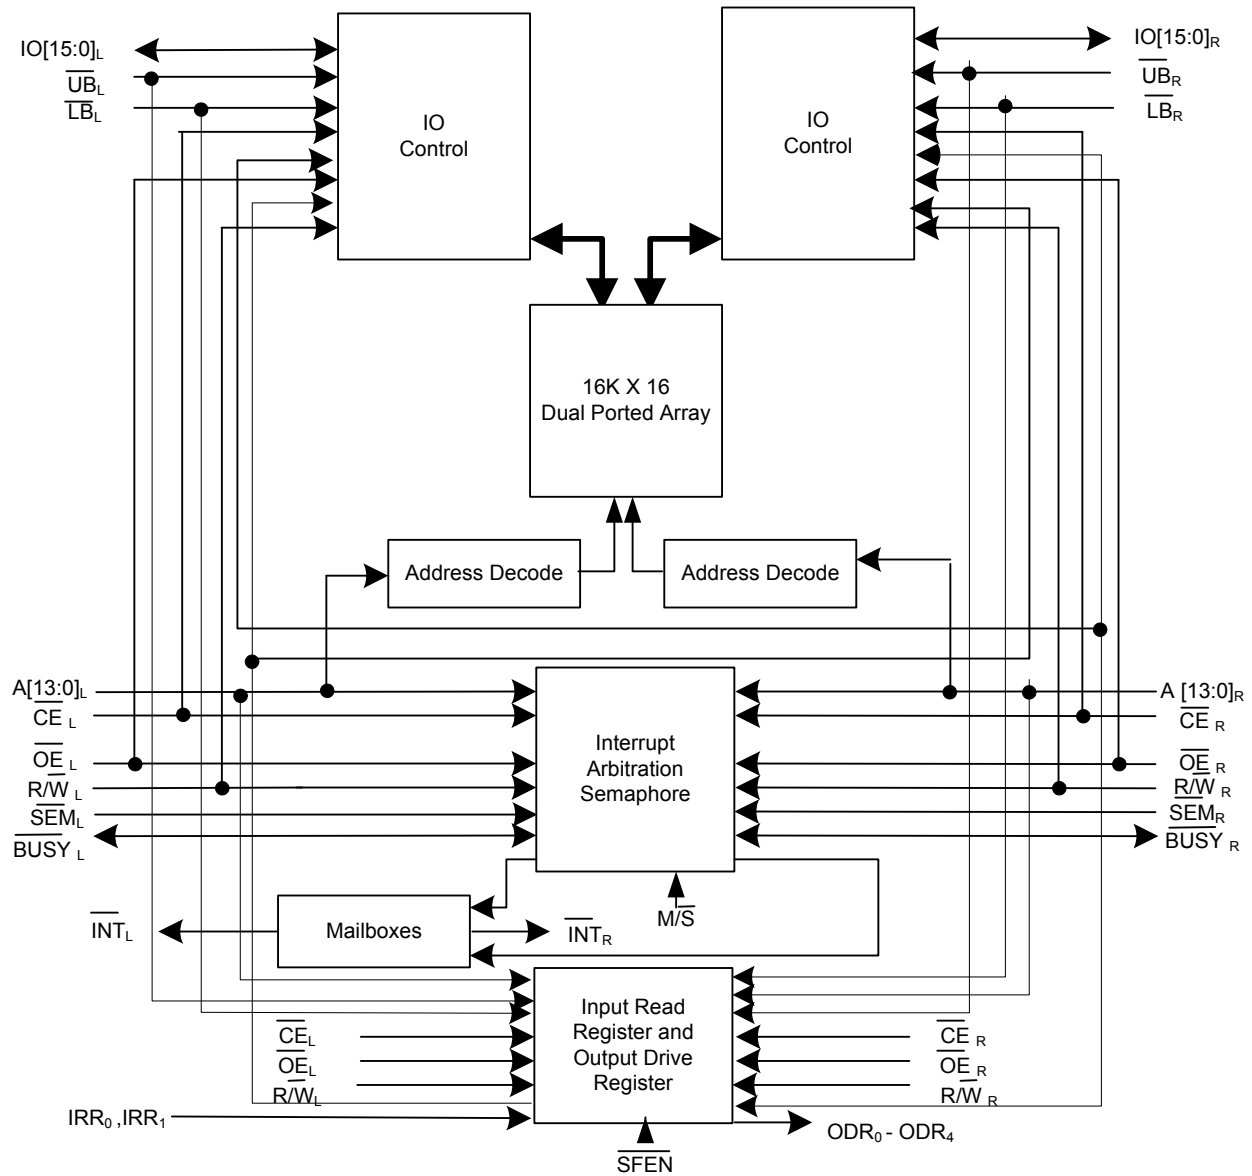 IO[15:0]L
UBL
LBL
IO
Control
IO
Control
IO[15:0]R
UBR
LBR
16K X 16
Dual Ported Array
Address Decode
Address Decode
A[13:0]L
CE L
OE L
R/W L
SEML
BUSY L
Interrupt
Arbitration
Semaphore
A [13:0]R
CE R
OE R
R/W R
SEMR
BUSY R
M/S
INTL
Mailboxes
INTR
Input Read
Register and
Output Drive
Register
CEL
OEL
R/WL
IRR0 ,IRR1
CE R
OE R
R/W R
ODR0 - ODR4
SFEN